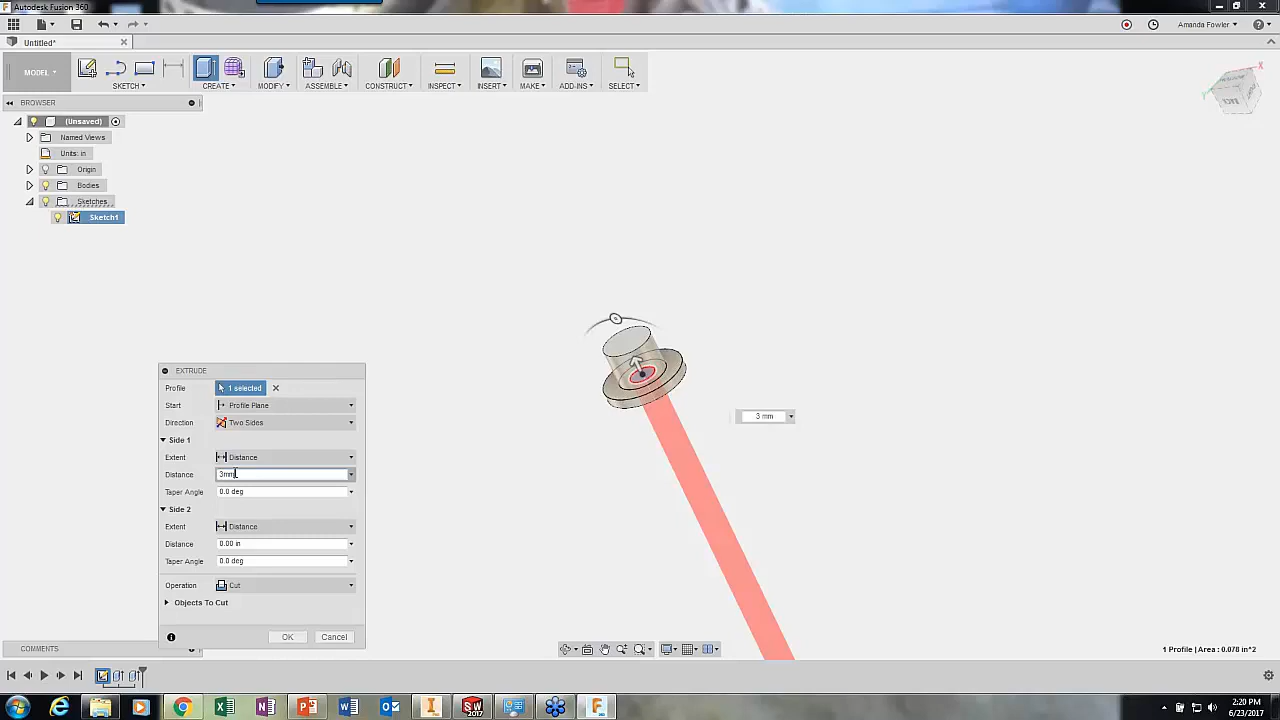 Autodesk Fusion 360
Amanda Fowler
Untitled*
MODEL
SKETCH
CREATE
MODIFY
ASSEMBLE
CONSTRUCT
INSPECT
INSERT
MAKE
ADD-INS
SELECT
BROWSER
(Unsaved)
Named Views
Units: in
Origin
Bodies
Sketches
Sketch1
EXTRUDE
Profile 1 selected
Start Profile Plane
Direction Two Sides
Side 1
Extent Distance
Distance 3mm
Taper Angle 0.0 deg
Side 2
Extent Distance
Distance 0.00 in
Taper Angle 0.0 deg
Operation Cut
Objects To Cut
OK Cancel
3 mm
COMMENTS
1 Profile | Area : 0.078 in^2
2:20 PM
6/23/2017